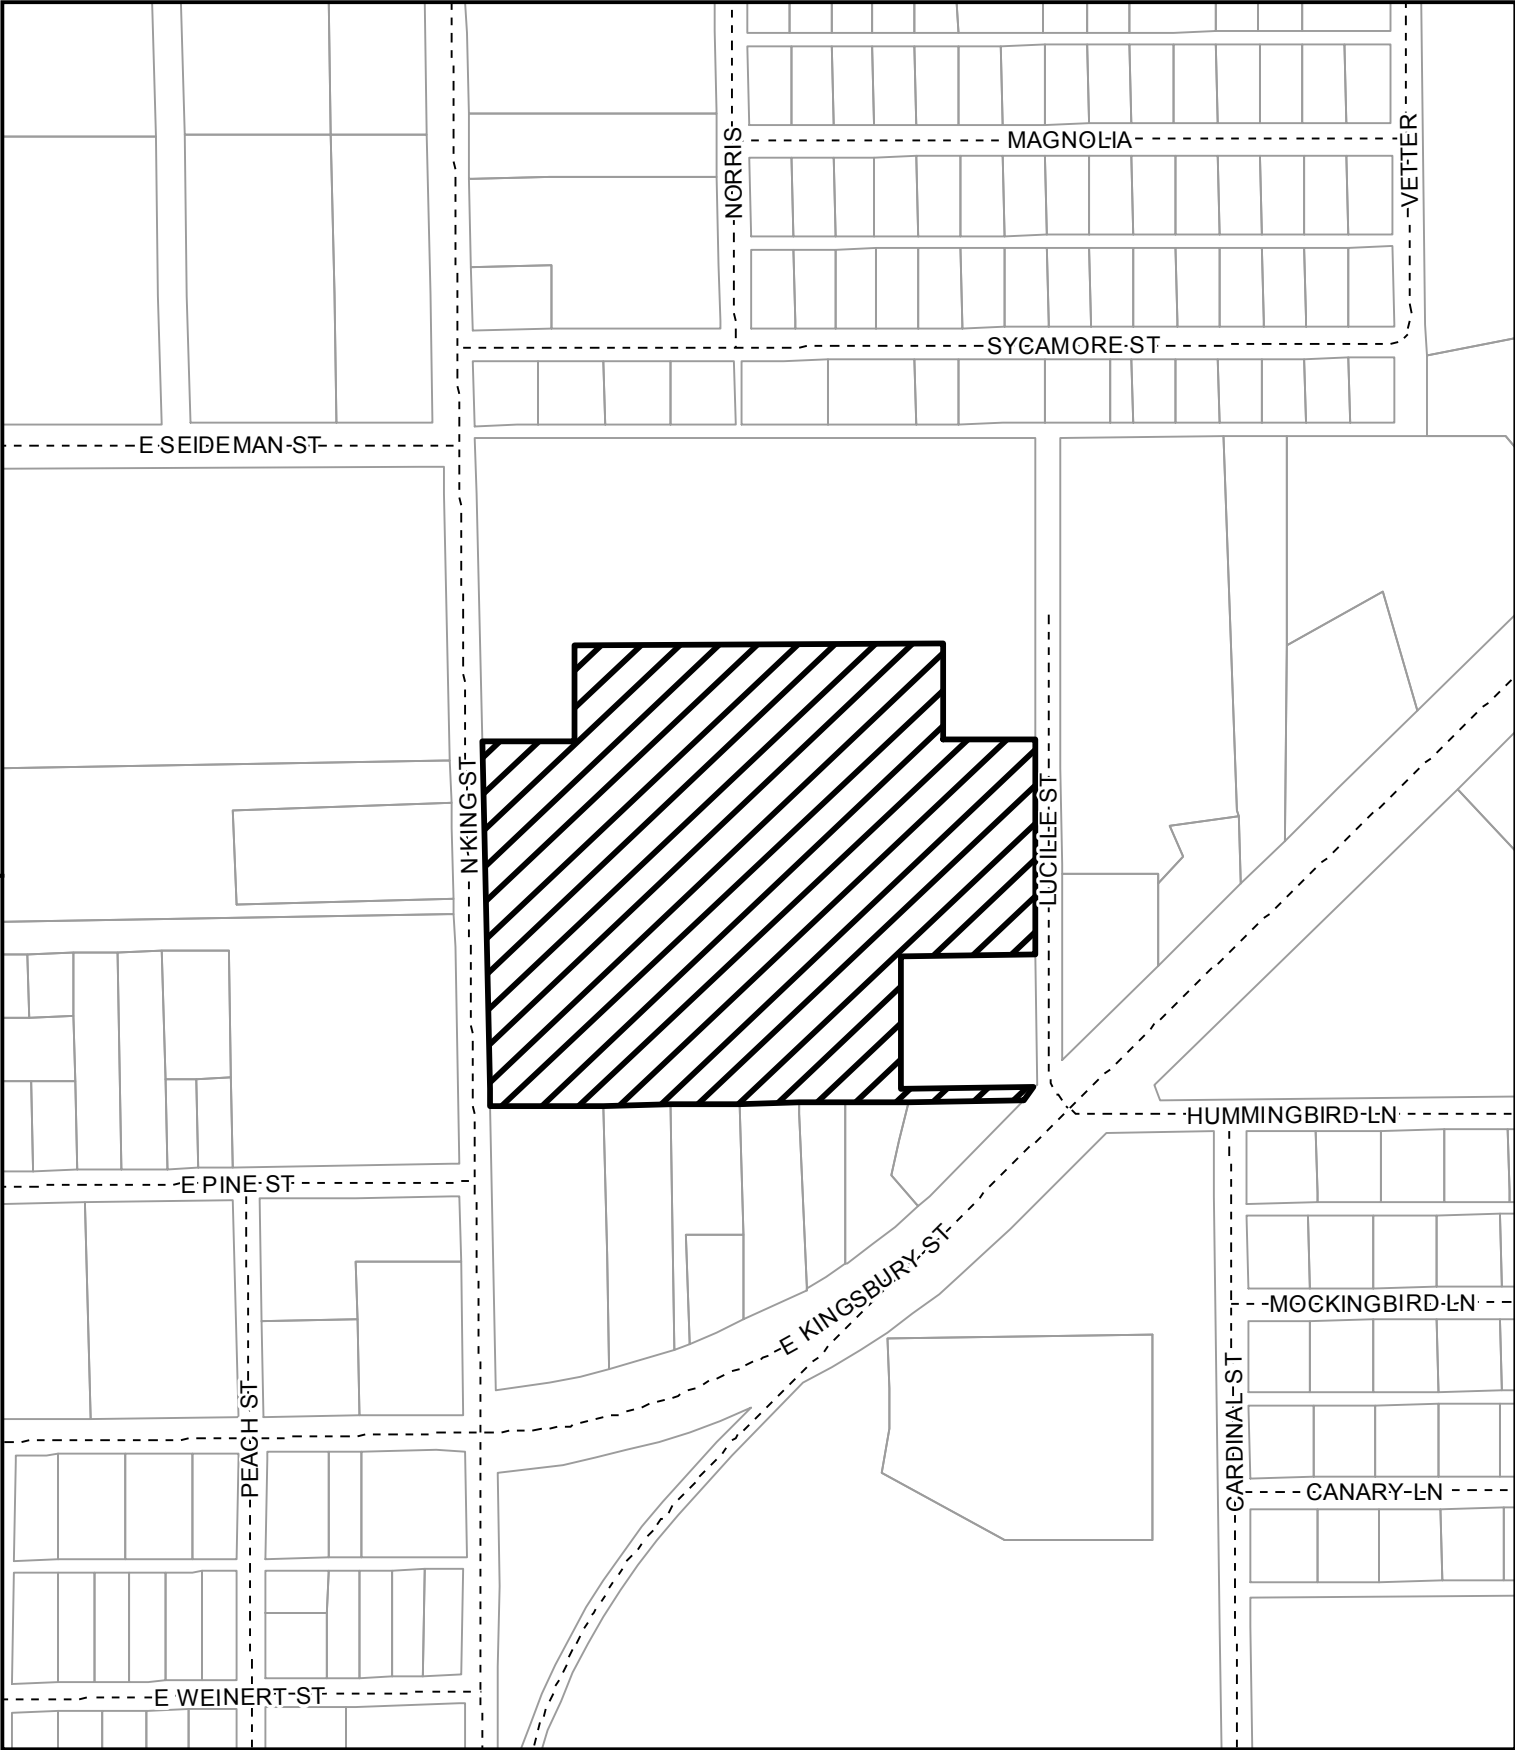 MAGNOLIA
NORRIS
VETTER
SYCAMORE ST
E SEIDEMAN ST
N KING ST
LUCILLE ST
HUMMINGBIRD LN
E PINE ST
E KINGSBURY ST
MOCKINGBIRD LN
PEACH ST
CARDINAL ST
CANARY LN
E WEINERT ST